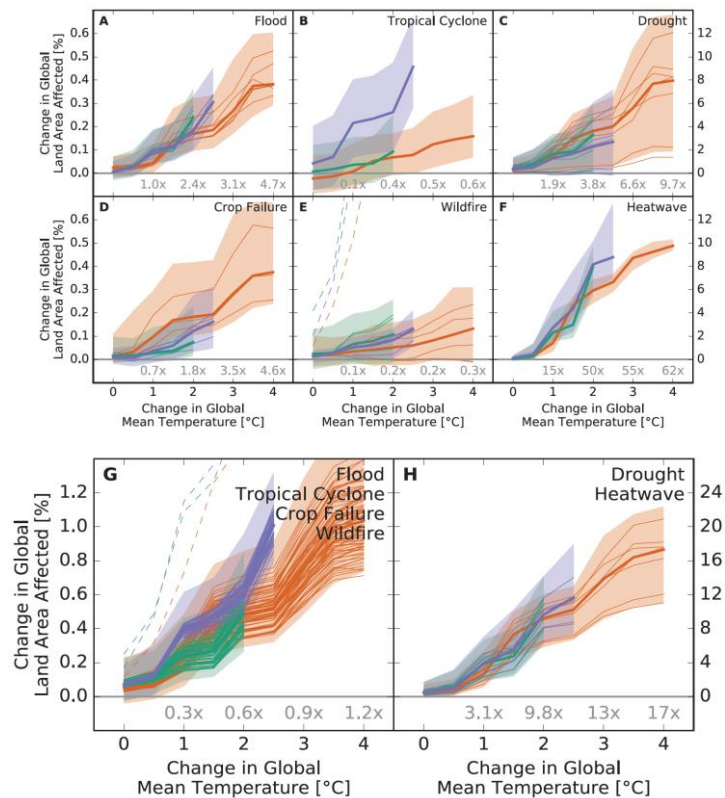 A Flood
B Tropical Cyclone
C Drought
Change in Global
Land Area Affected [%]
0.6
0.5
0.4
0.3
0.2
0.1
0.0
1.0x 2.4x 3.1x 4.7x
0.1x 0.4x 0.5x 0.6x
1.9x 3.8x 6.6x 9.7x
12
10
8
6
4
2
0
D Crop Failure
E Wildfire
F Heatwave
Change in Global
Land Area Affected [%]
0.6
0.5
0.4
0.3
0.2
0.1
0.0
0.7x 1.8x 3.5x 4.6x
0.1x 0.2x 0.2x 0.3x
15x 50x 55x 62x
12
10
8
6
4
2
0
0 1 2 3 4
0 1 2 3 4
0 1 2 3 4
Change in Global
Mean Temperature [°C]
Change in Global
Mean Temperature [°C]
Change in Global
Mean Temperature [°C]
G Flood
Tropical Cyclone
Crop Failure
Wildfire
H Drought
Heatwave
Change in Global
Land Area Affected [%]
1.2
1.0
0.8
0.6
0.4
0.2
0.0
0.3x 0.6x 0.9x 1.2x
3.1x 9.8x 13x 17x
24
20
16
12
8
4
0
0 1 2 3 4
0 1 2 3 4
Change in Global
Mean Temperature [°C]
Change in Global
Mean Temperature [°C]